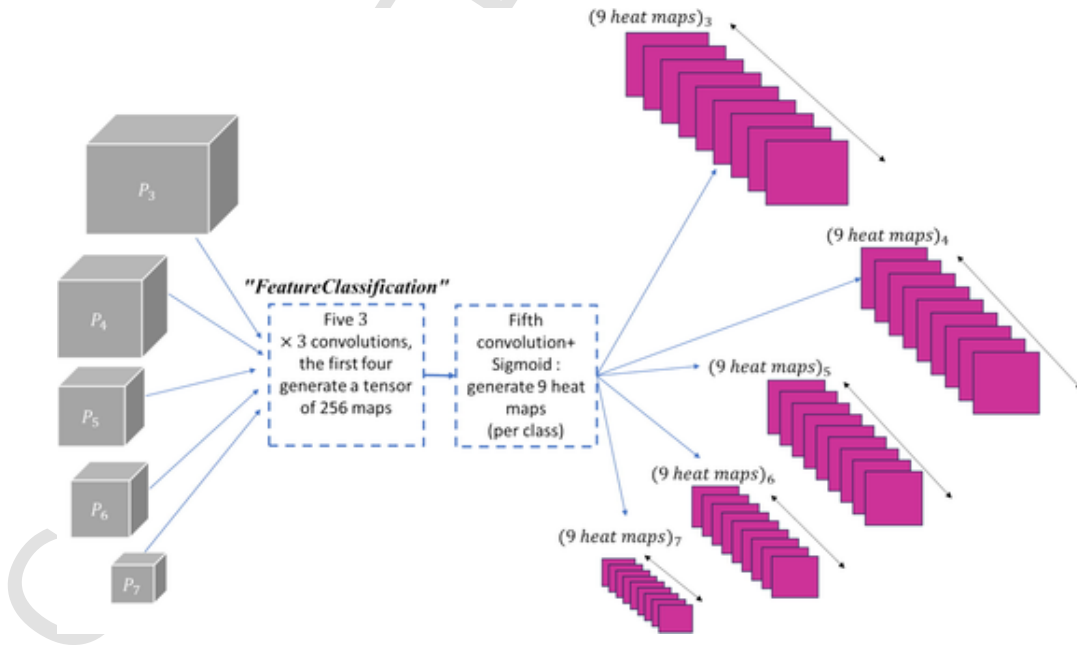 (9 heat maps)₃
P₃
(9 heat maps)₄
"FeatureClassification"
P₄
Five 3
× 3 convolutions,
the first four
generate a tensor
of 256 maps
Fifth
convolution+
Sigmoid :
generate 9 heat
maps
(per class)
(9 heat maps)₅
P₅
(9 heat maps)₆
P₆
(9 heat maps)₇
P₇